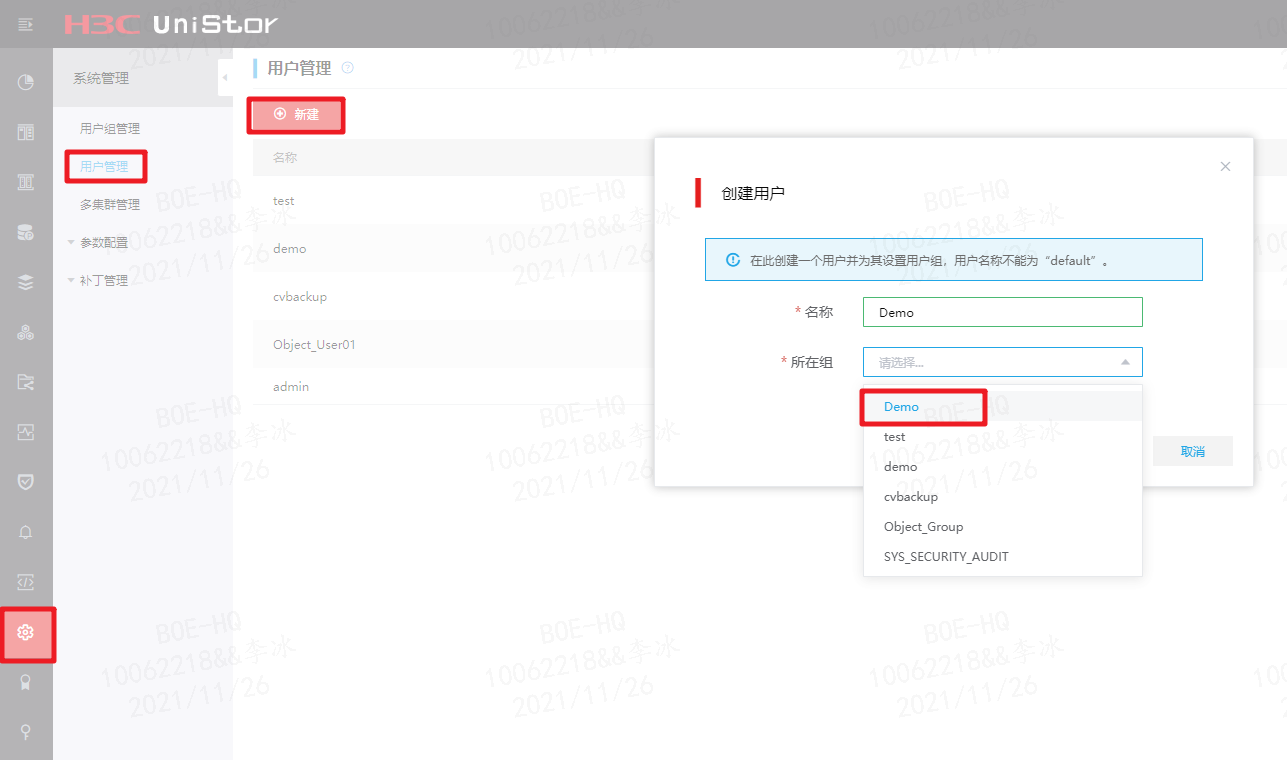 H3C UniStor
系统管理
用户组管理
用户管理
多集群管理
参数配置
补丁管理
用户管理
新建
名称
test
demo
cvbackup
Object_User01
admin
创建用户
在此创建一个用户并为其设置用户组，用户名称不能为“default”。
* 名称
Demo
* 所在组
请选择...
Demo
test
demo
cvbackup
Object_Group
SYS_SECURITY_AUDIT
取消
BOE-HQ
10062218&&李冰
2021/11/26